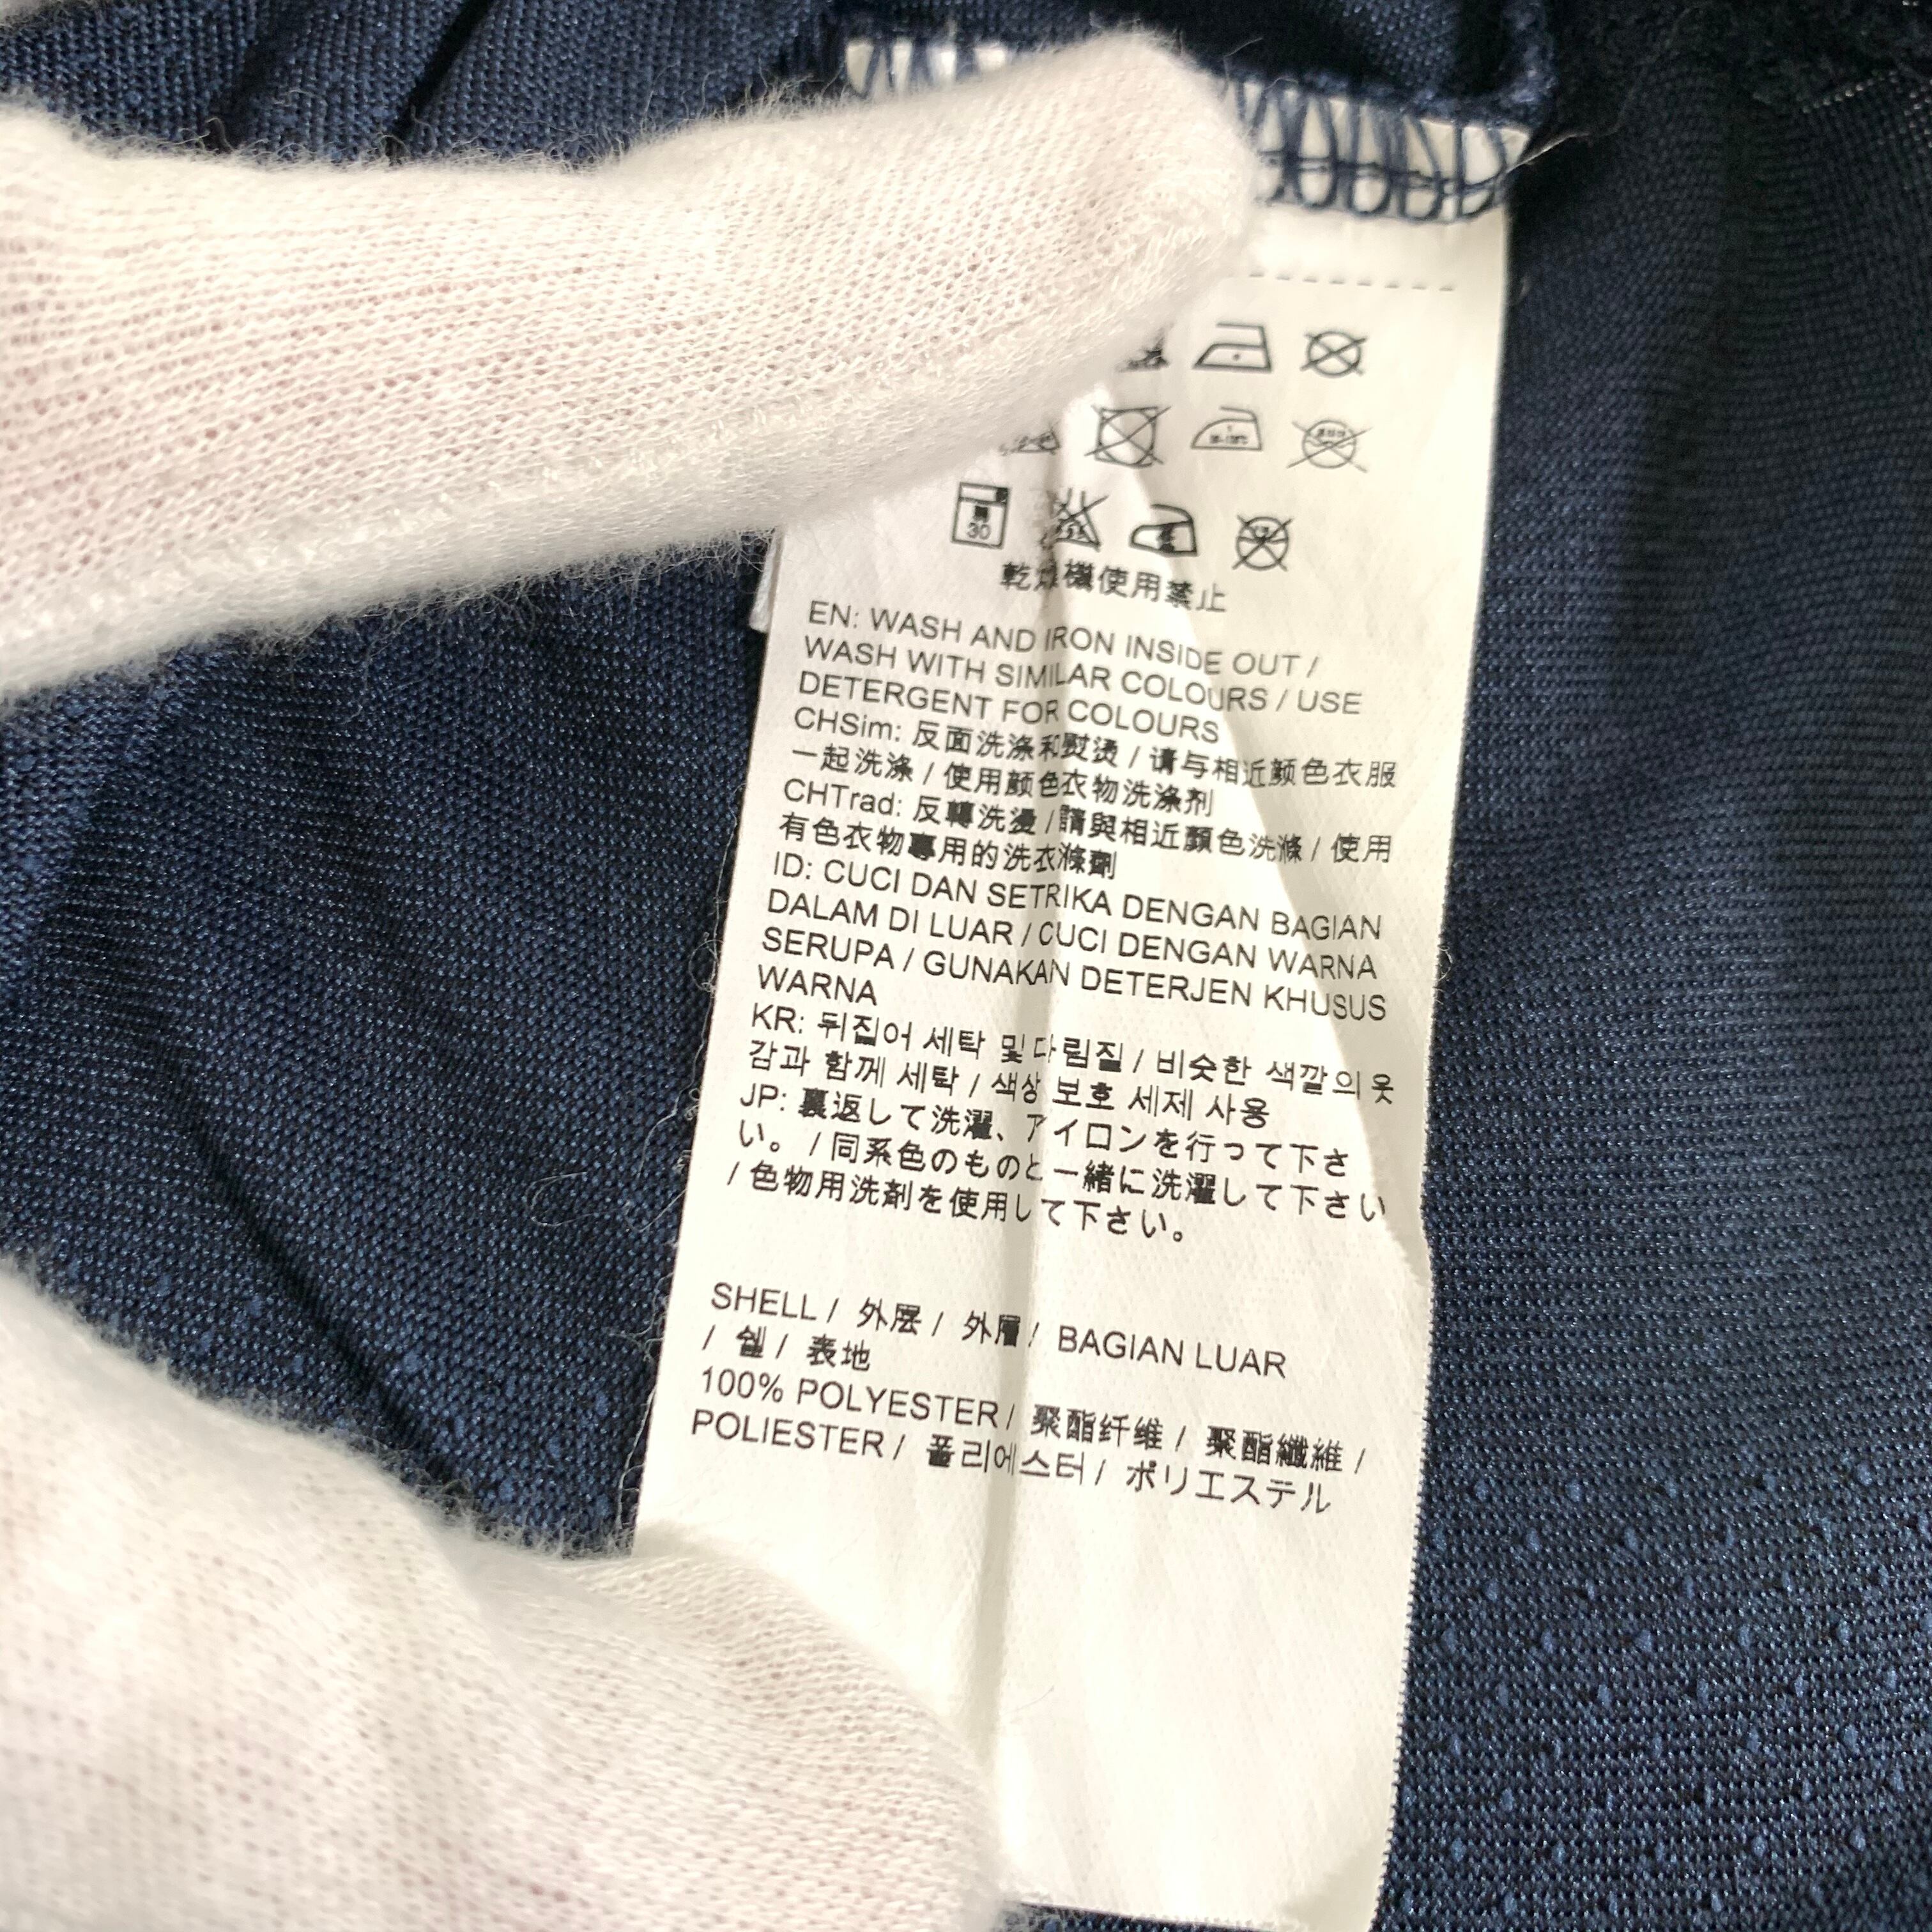 30
乾燥機使用禁止
EN: WASH AND IRON INSIDE OUT /
WASH WITH SIMILAR COLOURS / USE
DETERGENT FOR COLOURS
CHSim: 反面洗涤和熨烫 / 请与相近颜色衣服
一起洗涤 / 使用颜色衣物洗涤剂
CHTrad: 反轉洗燙 / 請與相近顏色洗滌 / 使用
有色衣物專用的洗衣滌劑
ID: CUCI DAN SETRIKA DENGAN BAGIAN
DALAM DI LUAR / CUCI DENGAN WARNA
SERUPA / GUNAKAN DETERJEN KHUSUS
WARNA
KR: 뒤집어 세탁 및 다림질 / 비슷한 색깔의 옷
감과 함께 세탁 / 색상 보호 세제 사용
JP: 裏返して洗濯、アイロンを行って下さ
い。 / 同系色のものと一緒に洗濯して下さい
/ 色物用洗剤を使用して下さい。
SHELL / 外层 / 外層 / BAGIAN LUAR
/ 쉘 / 表地
100% POLYESTER / 聚酯纤维 / 聚酯纖維 /
POLIESTER / 폴리에스터 / ポリエステル